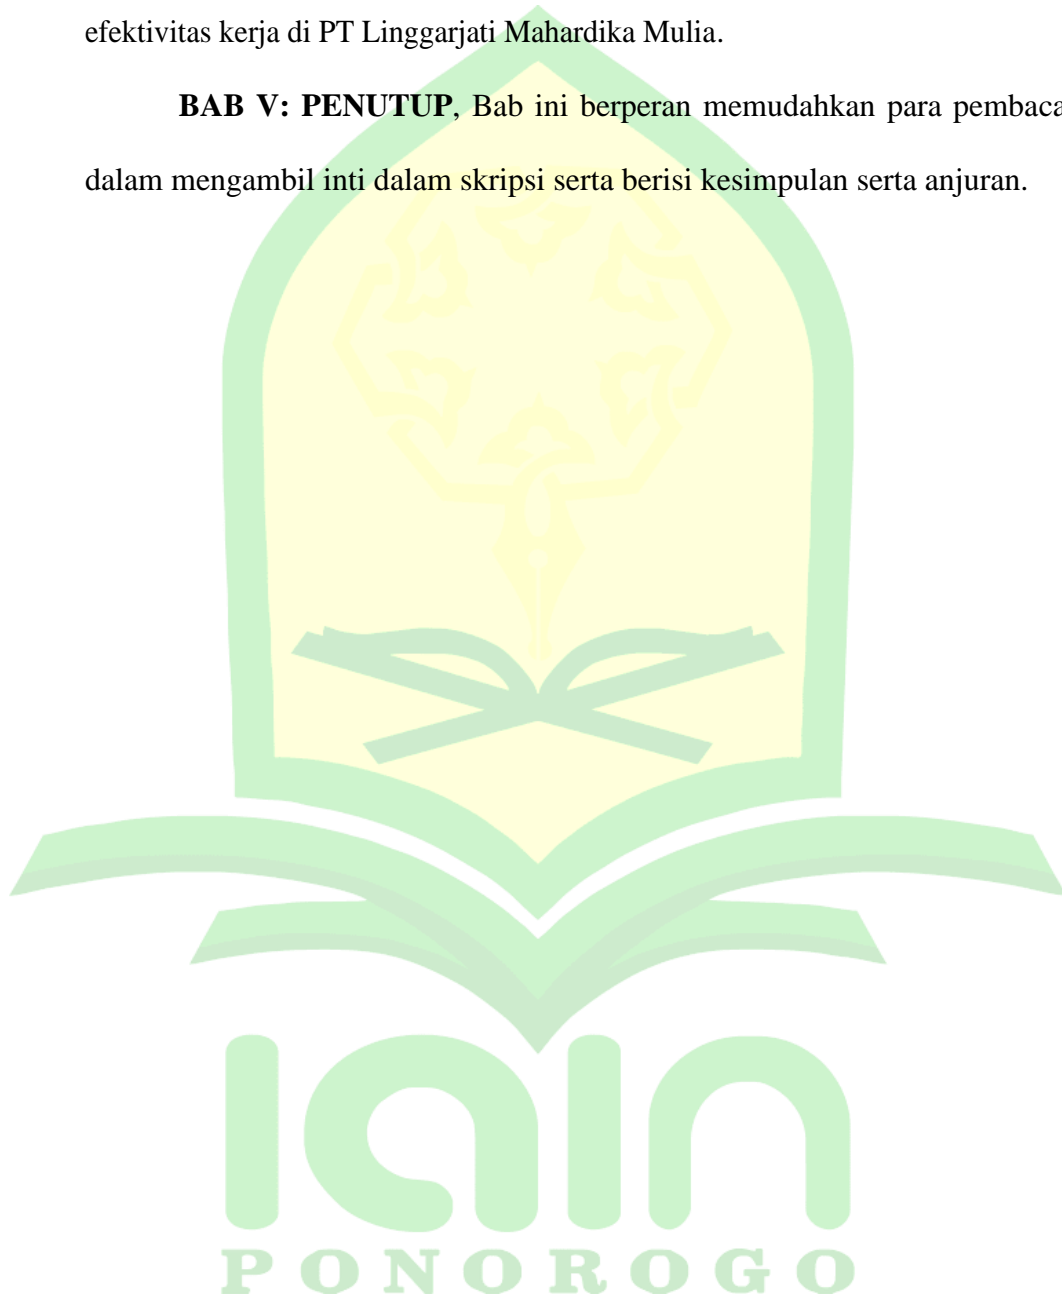 efektivitas kerja di PT Linggarjati Mahardika Mulia.
BAB V: PENUTUP, Bab ini berperan memudahkan para pembaca
dalam mengambil inti dalam skripsi serta berisi kesimpulan serta anjuran.
IAIN
PONOROGO